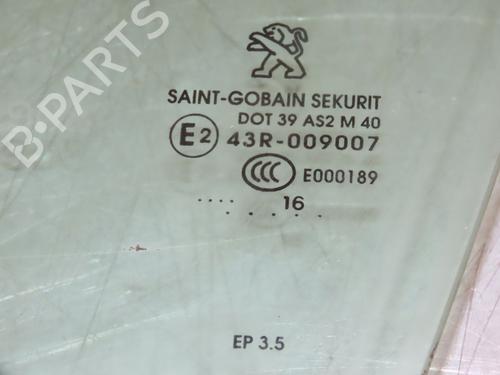 B-PARTS
SAINT-GOBAIN SEKURIT
DOT 39 AS2 M 40
E2 43R-009007
CCC E000189
.... 16
......
EP 3.5